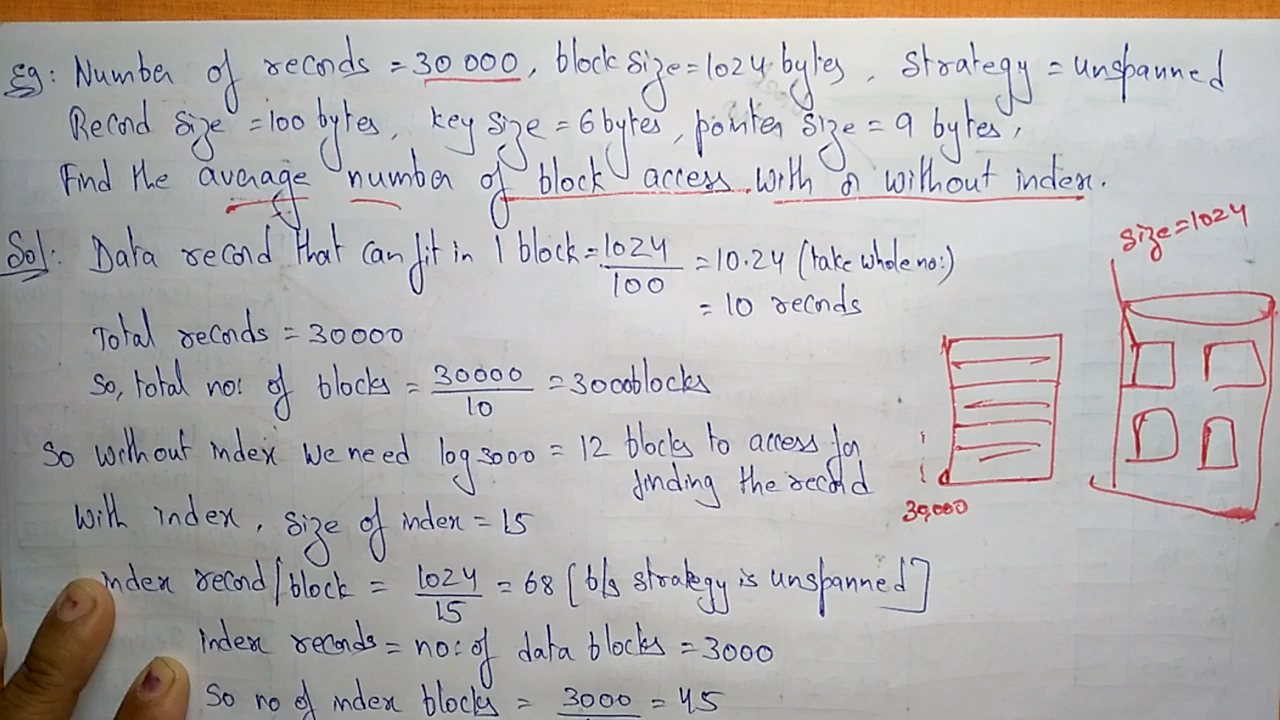 Eg: Number of records = 30 000, block size = 1024 bytes, Strategy = unspanned
Record size = 100 bytes, key size = 6 bytes, pointer size = 9 bytes,
Find the average number of block access with & without index.
Sol: Data record that can fit in 1 block = 1024/100 = 10.24 (take whole no:)
= 10 records
Total records = 30000
So, total no: of blocks = 30000/10 = 3000 blocks
So without index we need log 3000 = 12 blocks to access for
finding the record
With index, size of index = 15
index record/block = 1024/15 = 68 [b/s strategy is unspanned]
index records = no: of data blocks = 3000
So no of index blocks = 3000 = 45
size=1024
30,000